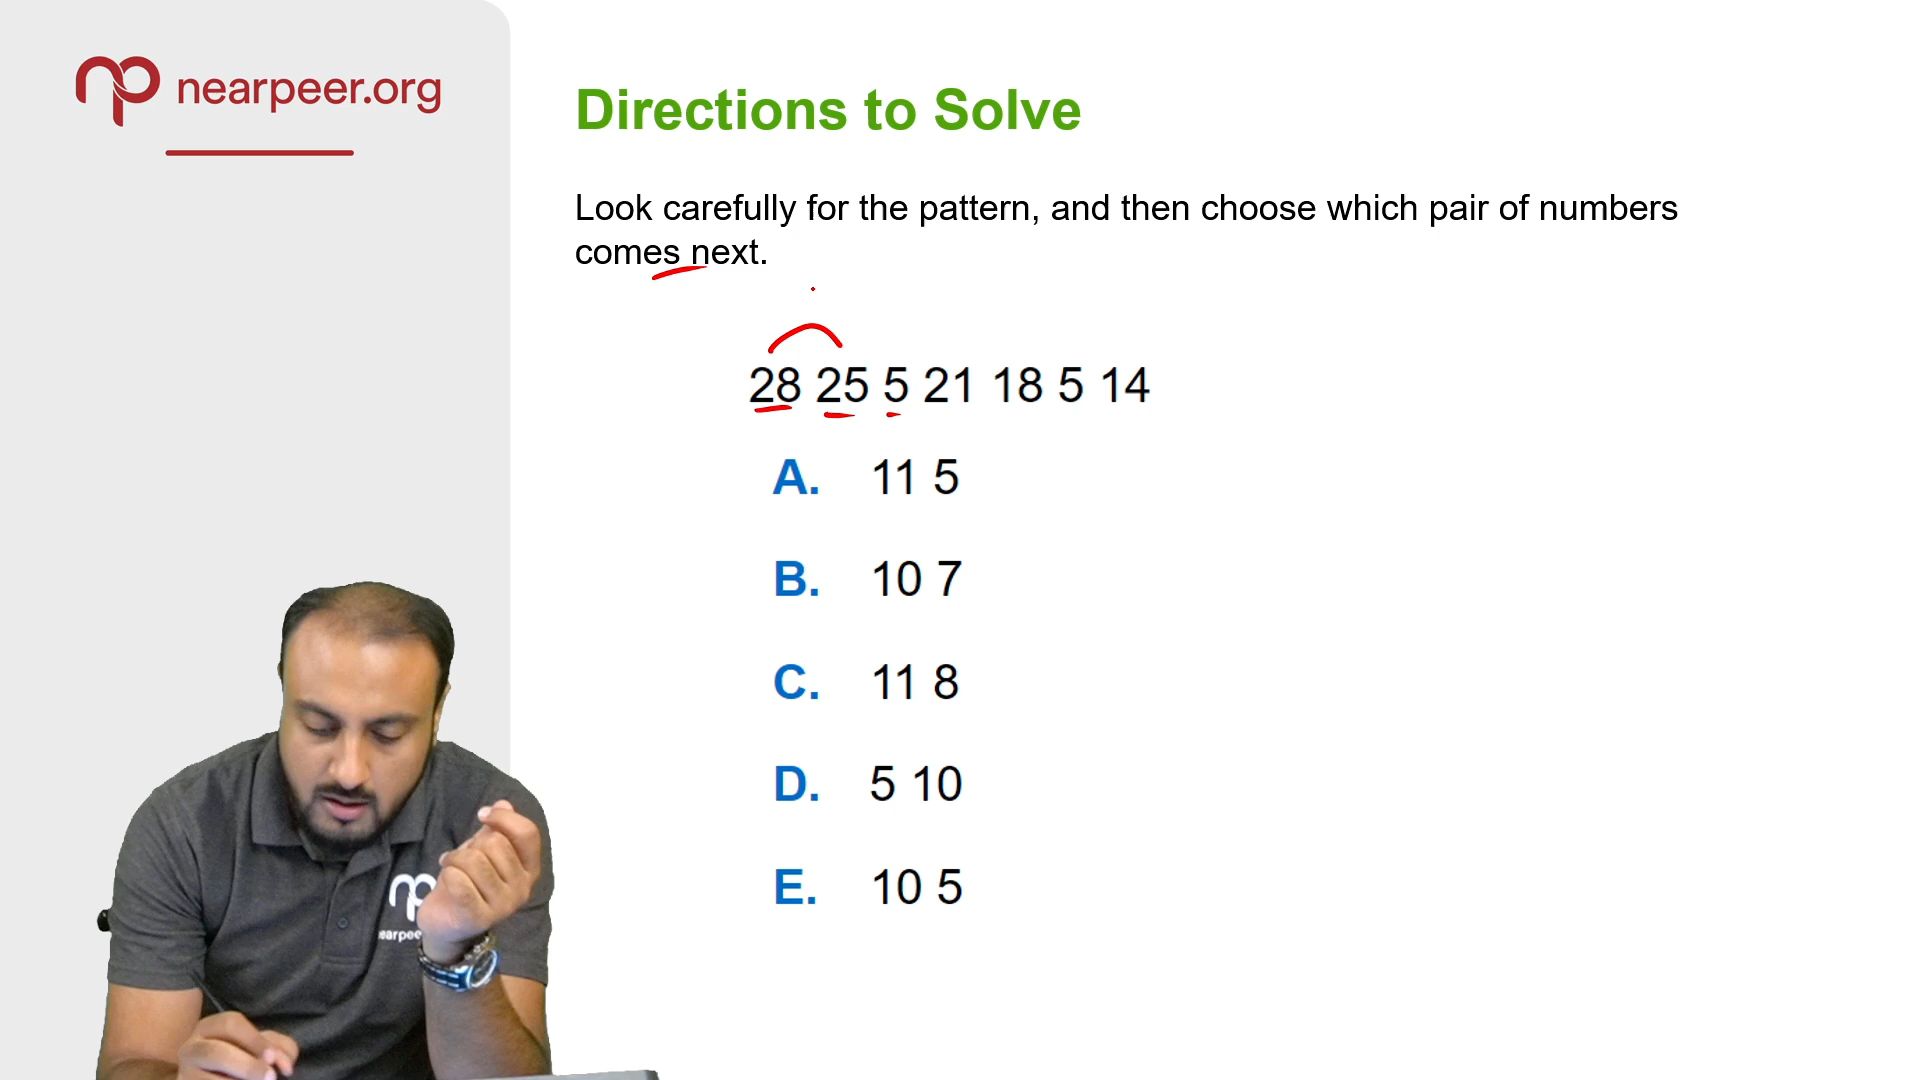 nearpeer.org
Directions to Solve
Look carefully for the pattern, and then choose which pair of numbers
comes next.
28 25 5 21 18 5 14
A. 11 5
B. 10 7
C. 11 8
D. 5 10
E. 10 5